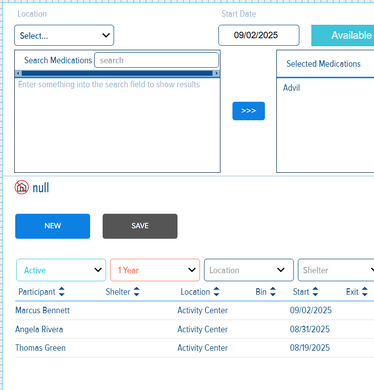 Location Start Date
Select... 09/02/2025 Available
Search Medications search Selected Medications
Enter something into the search field to show results Advil
>>>
null
NEW SAVE
Active 1 Year Location Shelter
Participant Shelter Location Bin Start Exit
Marcus Bennett Activity Center 09/02/2025
Angela Rivera Activity Center 08/31/2025
Thomas Green Activity Center 08/19/2025